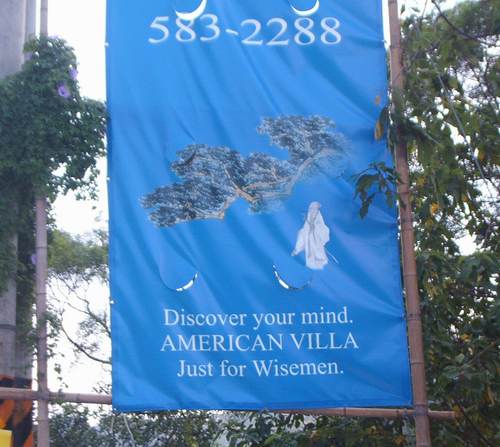 583-2288
Discover your mind.
AMERICAN VILLA
Just for Wisemen.